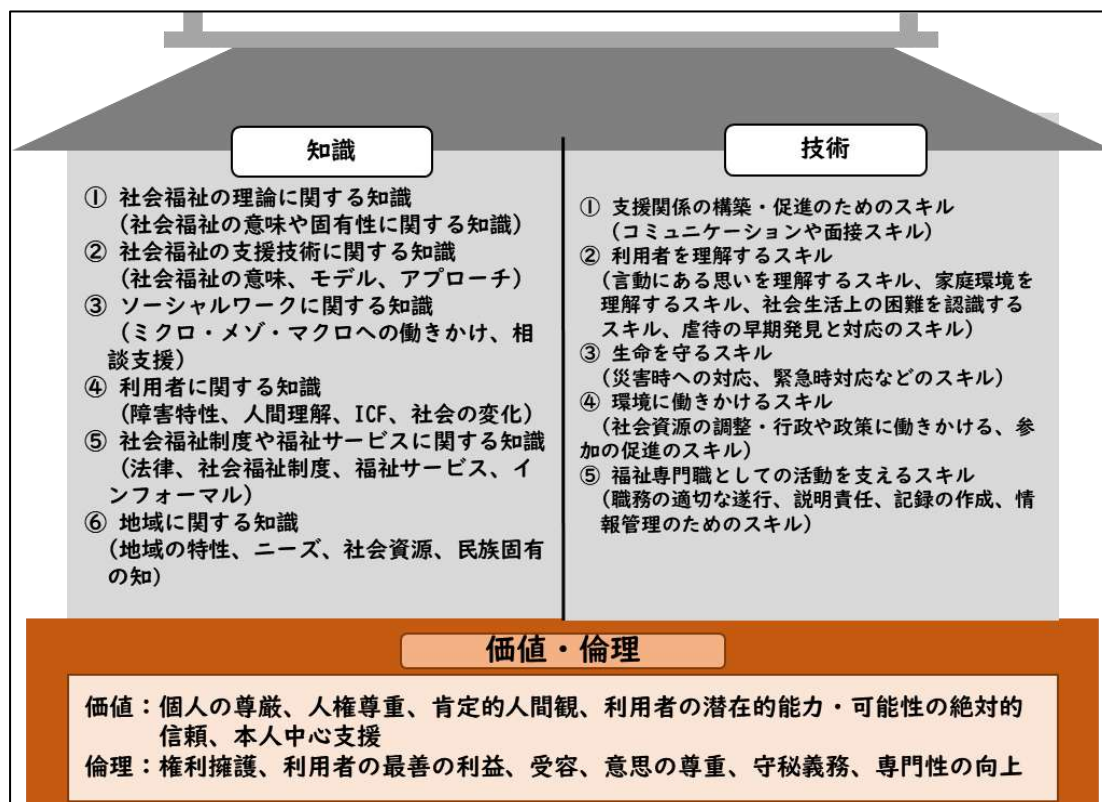 知識
① 社会福祉の理論に関する知識
(社会福祉の意味や固有性に関する知識)
② 社会福祉の支援技術に関する知識
(社会福祉の意味、モデル、アプローチ)
③ ソーシャルワークに関する知識
(ミクロ・メゾ・マクロへの働きかけ、相
談支援)
④ 利用者に関する知識
(障害特性、人間理解、ICF、社会の変化)
⑤ 社会福祉制度や福祉サービスに関する知識
(法律、社会福祉制度、福祉サービス、イ
ンフォーマル)
⑥ 地域に関する知識
(地域の特性、ニーズ、社会資源、民族固有
の知)
技術
① 支援関係の構築・促進のためのスキル
(コミュニケーションや面接スキル)
② 利用者を理解するスキル
(言動にある思いを理解するスキル、家庭環境を
理解するスキル、社会生活上の困難を認識する
スキル、虐待の早期発見と対応のスキル)
③ 生命を守るスキル
(災害時への対応、緊急時対応などのスキル)
④ 環境に働きかけるスキル
(社会資源の調整・行政や政策に働きかける、参
加の促進のスキル)
⑤ 福祉専門職としての活動を支えるスキル
(職務の適切な遂行、説明責任、記録の作成、情
報管理のためのスキル)
価値・倫理
価値：個人の尊厳、人権尊重、肯定的人間観、利用者の潜在的能力・可能性の絶対的
信頼、本人中心支援
倫理：権利擁護、利用者の最善の利益、受容、意思の尊重、守秘義務、専門性の向上